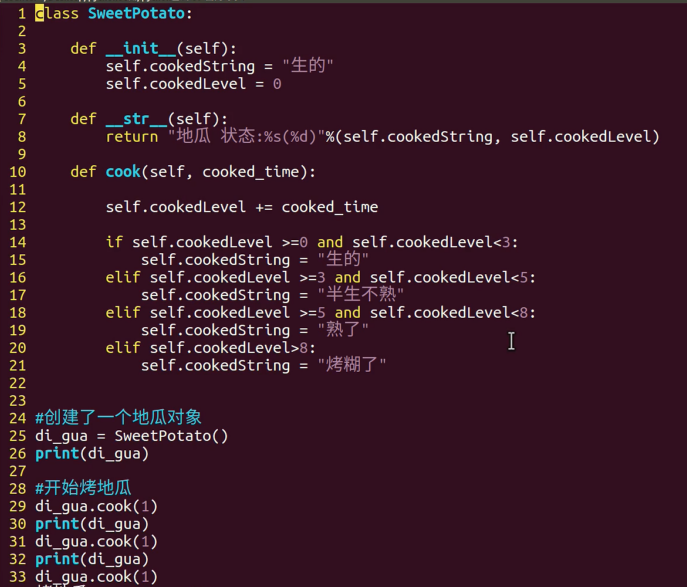 1 class SweetPotato:
2
3     def __init__(self):
4         self.cookedString = "生的"
5         self.cookedLevel = 0
6
7     def __str__(self):
8         return "地瓜 状态:%s(%d)"%(self.cookedString, self.cookedLevel)
9
10     def cook(self, cooked_time):
11
12         self.cookedLevel += cooked_time
13
14         if self.cookedLevel >=0 and self.cookedLevel<3:
15             self.cookedString = "生的"
16         elif self.cookedLevel >=3 and self.cookedLevel<5:
17             self.cookedString = "半生不熟"
18         elif self.cookedLevel >=5 and self.cookedLevel<8:
19             self.cookedString = "熟了"
20         elif self.cookedLevel>8:
21             self.cookedString = "烤糊了"
22
23
24 #创建了一个地瓜对象
25 di_gua = SweetPotato()
26 print(di_gua)
27
28 #开始烤地瓜
29 di_gua.cook(1)
30 print(di_gua)
31 di_gua.cook(1)
32 print(di_gua)
33 di_gua.cook(1)